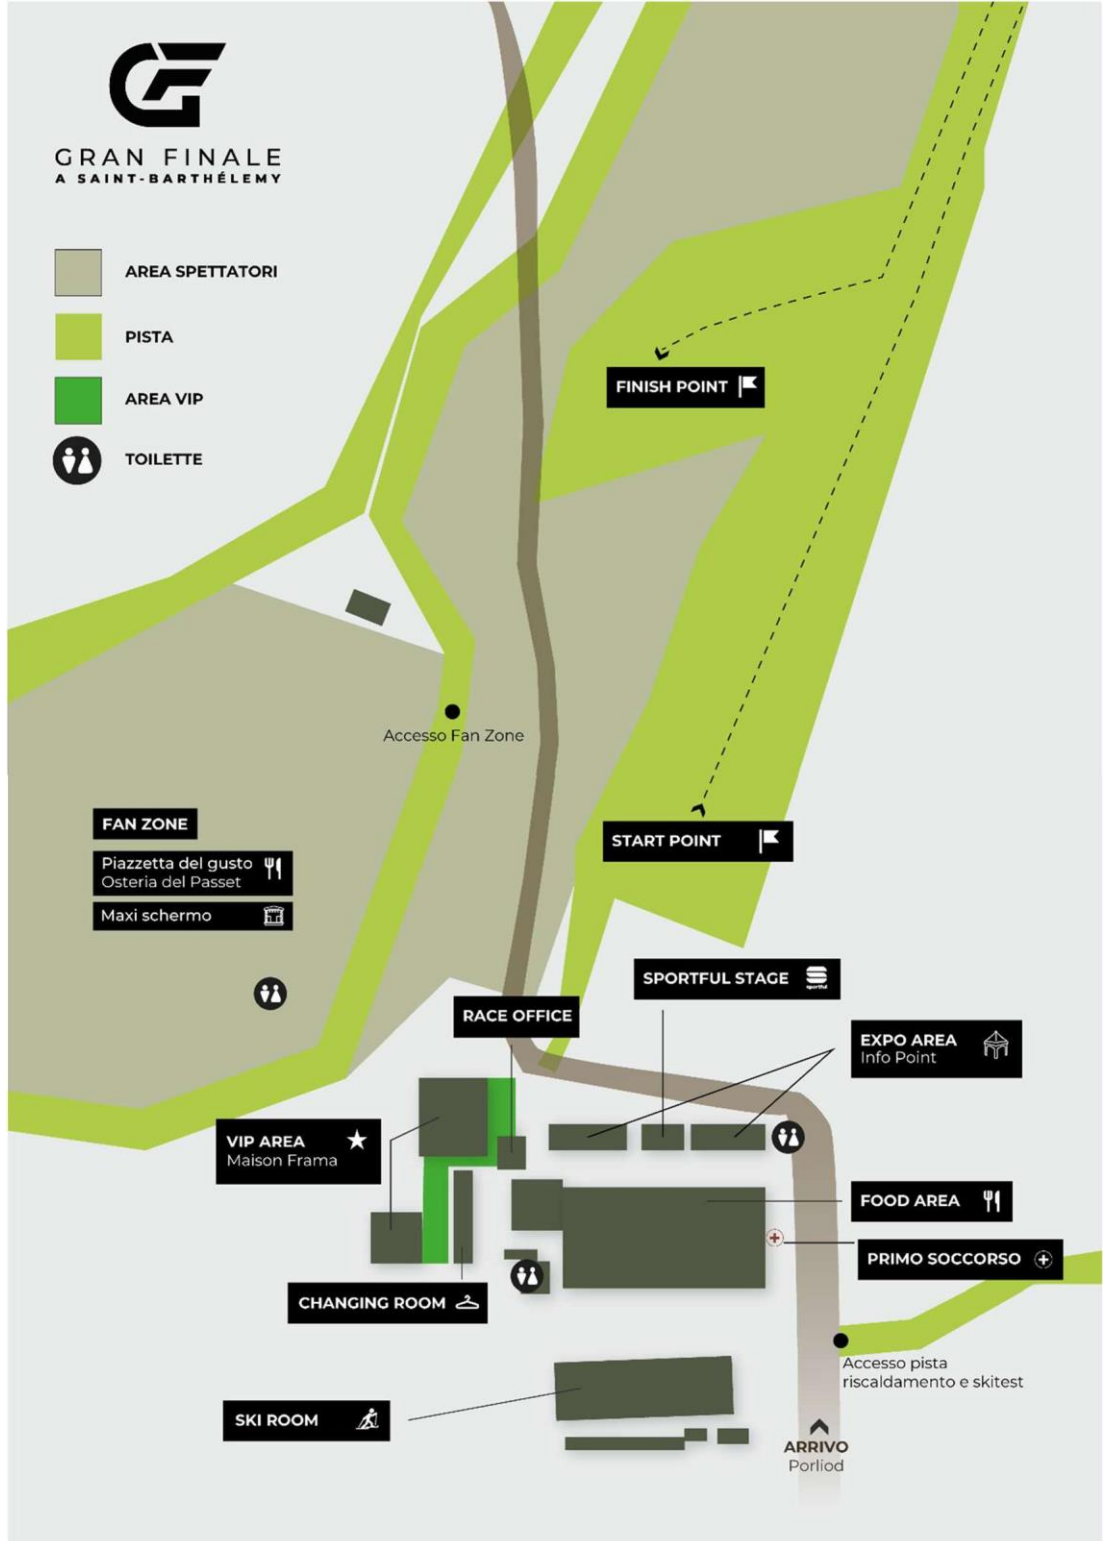 GRAN FINALE
A SAINT-BARTHÉLEMY
AREA SPETTATORI
PISTA
AREA VIP
TOILETTE
FINISH POINT
Accesso Fan Zone
FAN ZONE
Piazzetta del gusto
Osteria del Passet
Maxi schermo
START POINT
SPORTFUL STAGE
sportful
RACE OFFICE
EXPO AREA
Info Point
VIP AREA
Maison Frama
FOOD AREA
PRIMO SOCCORSO
CHANGING ROOM
Accesso pista
riscaldamento e skitest
SKI ROOM
ARRIVO
Porliod